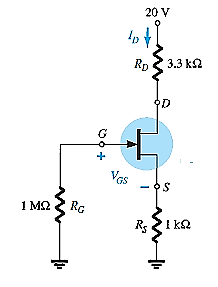 20 V
I_D
R_D 3.3 kΩ
D
G
+
V_GS
− S
1 MΩ R_G
R_S 1 kΩ